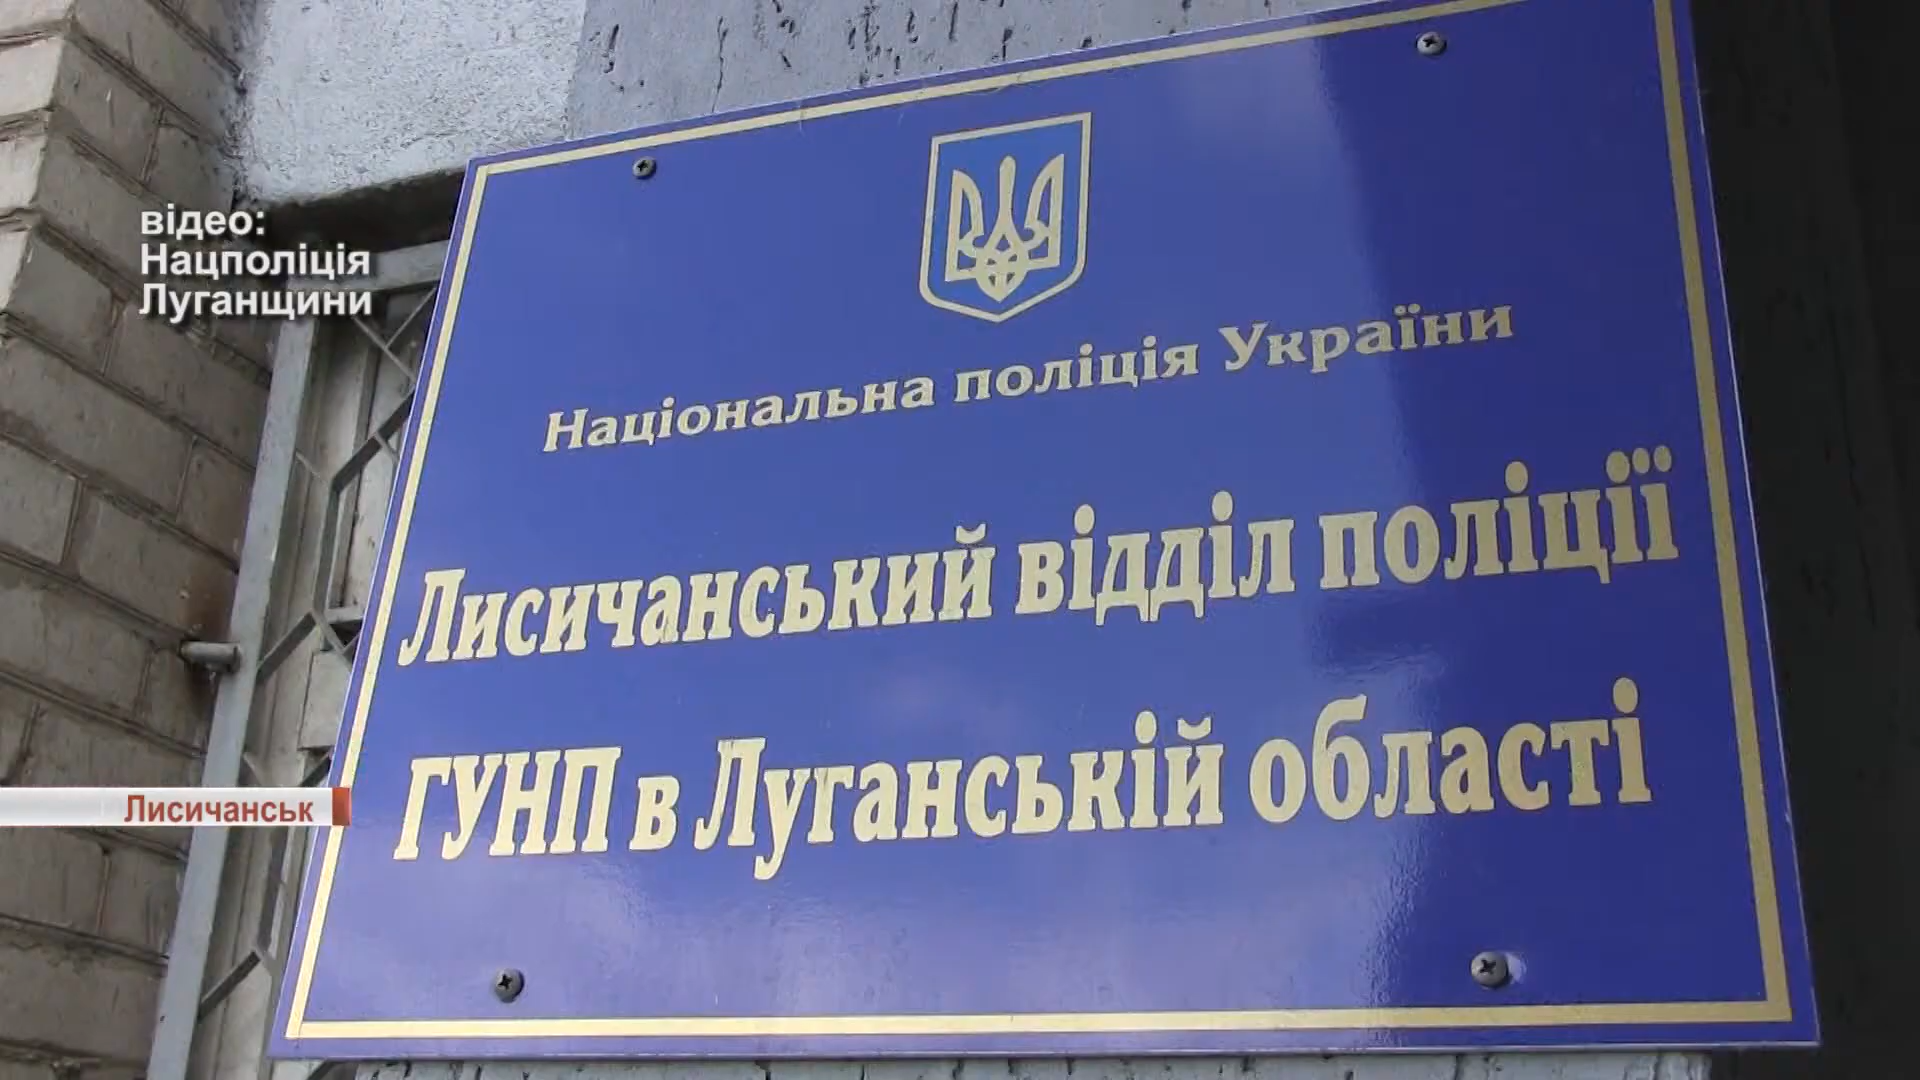 відео:
Нацполіція
Луганщини
Національна поліція України
Лисичанський відділ поліції
ГУНП в Луганській області
Лисичанськ